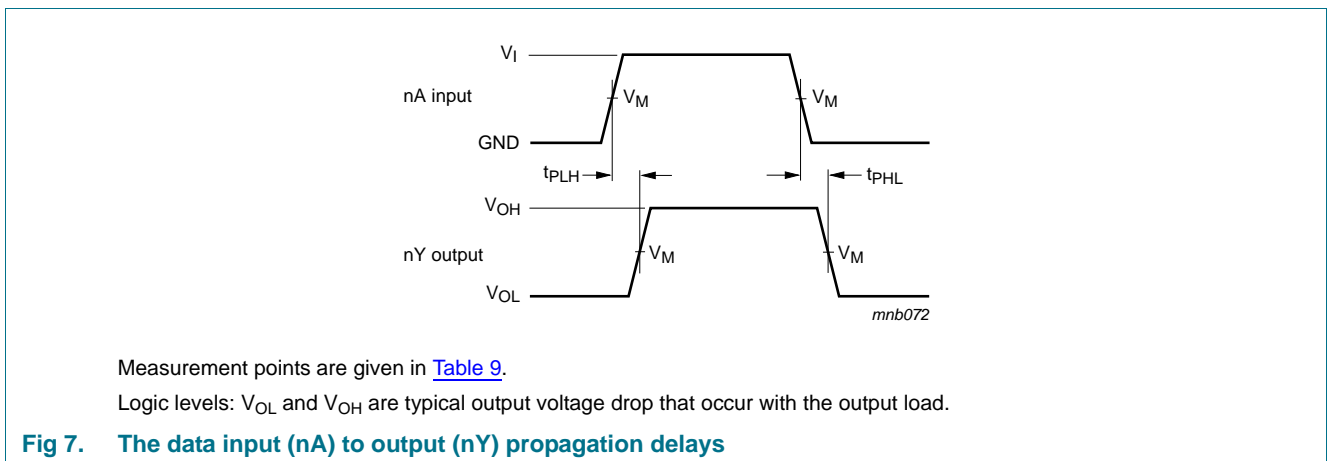 VI
nA input
VM
VM
GND
tPLH
tPHL
VOH
nY output
VM
VM
VOL
mnb072
Measurement points are given in Table 9.
Logic levels: VOL and VOH are typical output voltage drop that occur with the output load.
Fig 7. The data input (nA) to output (nY) propagation delays